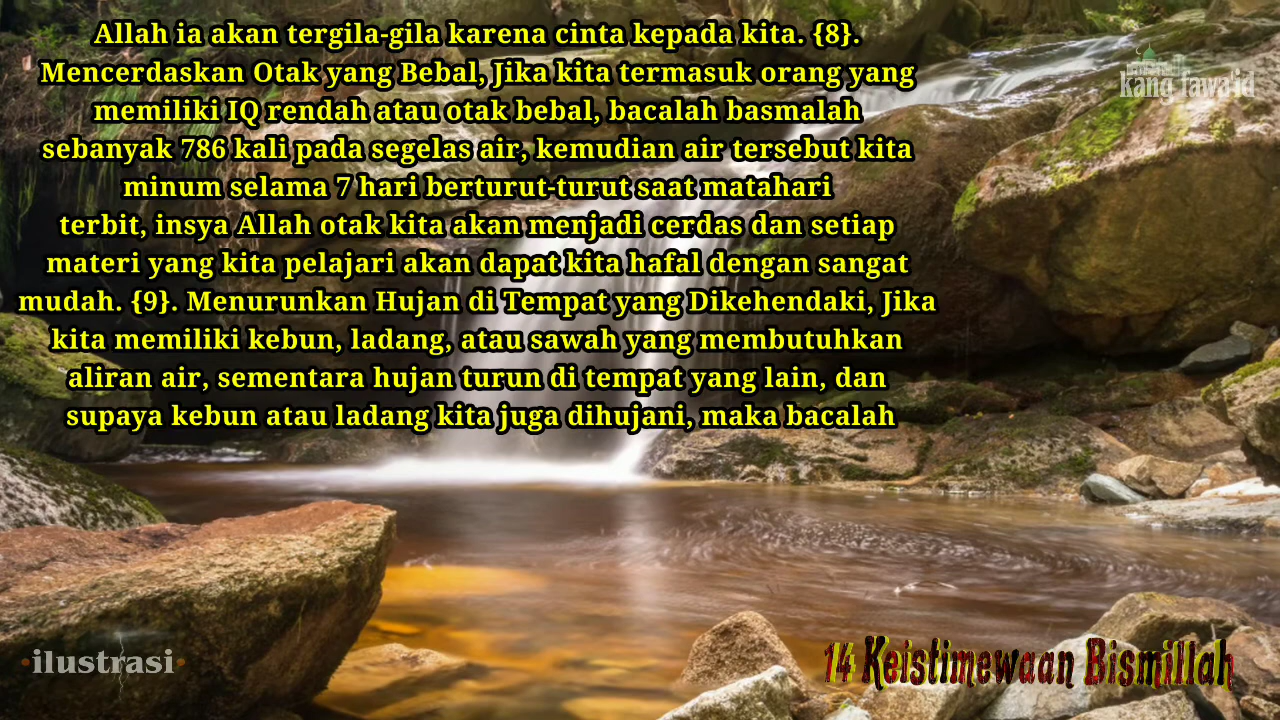 Allah ia akan tergila-gila karena cinta kepada kita. {8}.
Mencerdaskan Otak yang Bebal, Jika kita termasuk orang yang
memiliki IQ rendah atau otak bebal, bacalah basmalah
sebanyak 786 kali pada segelas air, kemudian air tersebut kita
minum selama 7 hari berturut-turut saat matahari
terbit, insya Allah otak kita akan menjadi cerdas dan setiap
materi yang kita pelajari akan dapat kita hafal dengan sangat
mudah. {9}. Menurunkan Hujan di Tempat yang Dikehendaki, Jika
kita memiliki kebun, ladang, atau sawah yang membutuhkan
aliran air, sementara hujan turun di tempat yang lain, dan
supaya kebun atau ladang kita juga dihujani, maka bacalah
kang fawa'id
•ilustrasi•
14 Keistimewaan Bismillah